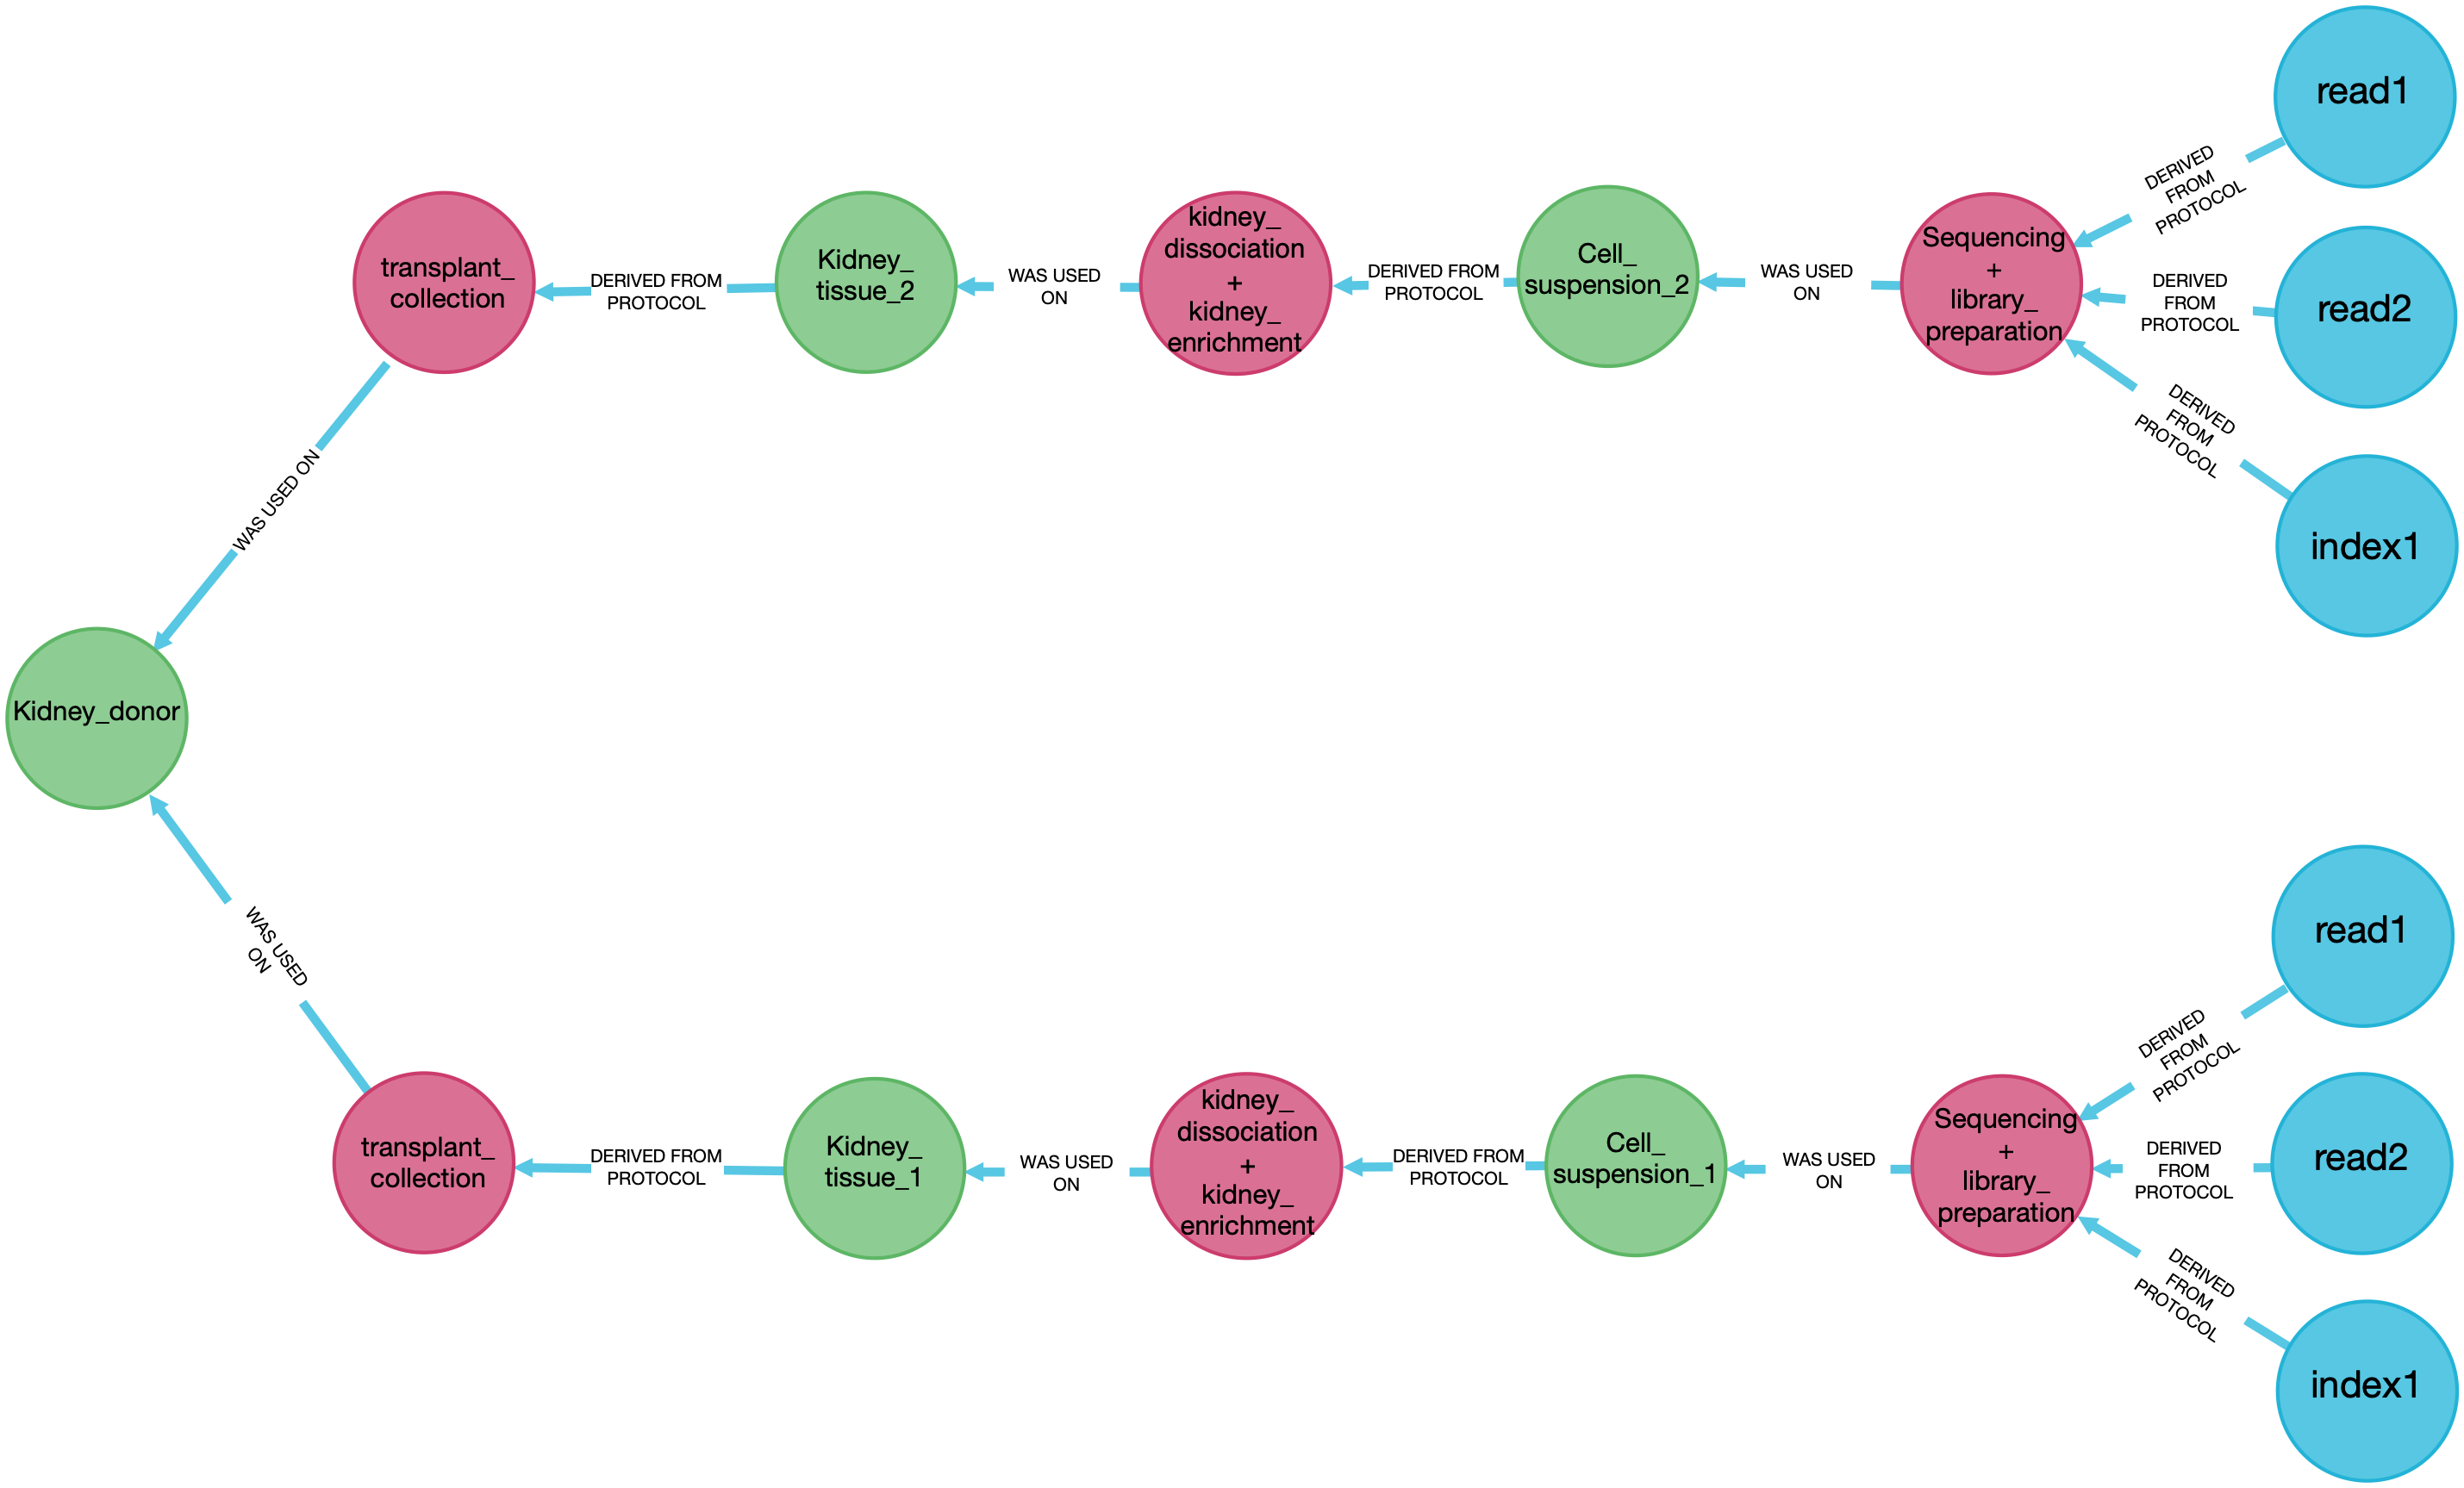 read1
DERIVED
FROM
PROTOCOL
transplant_
collection
DERIVED FROM
PROTOCOL
Kidney_
tissue_2
WAS USED
ON
kidney_
dissociation
+
kidney_
enrichment
DERIVED FROM
PROTOCOL
Cell_
suspension_2
WAS USED
ON
Sequencing
+
library_
preparation
DERIVED
FROM
PROTOCOL
read2
DERIVED
FROM
PROTOCOL
index1
WAS USED ON
Kidney_donor
WAS USED
ON
read1
DERIVED
FROM
PROTOCOL
transplant_
collection
DERIVED FROM
PROTOCOL
Kidney_
tissue_1
WAS USED
ON
kidney_
dissociation
+
kidney_
enrichment
DERIVED FROM
PROTOCOL
Cell_
suspension_1
WAS USED
ON
Sequencing
+
library_
preparation
DERIVED
FROM
PROTOCOL
read2
DERIVED
FROM
PROTOCOL
index1